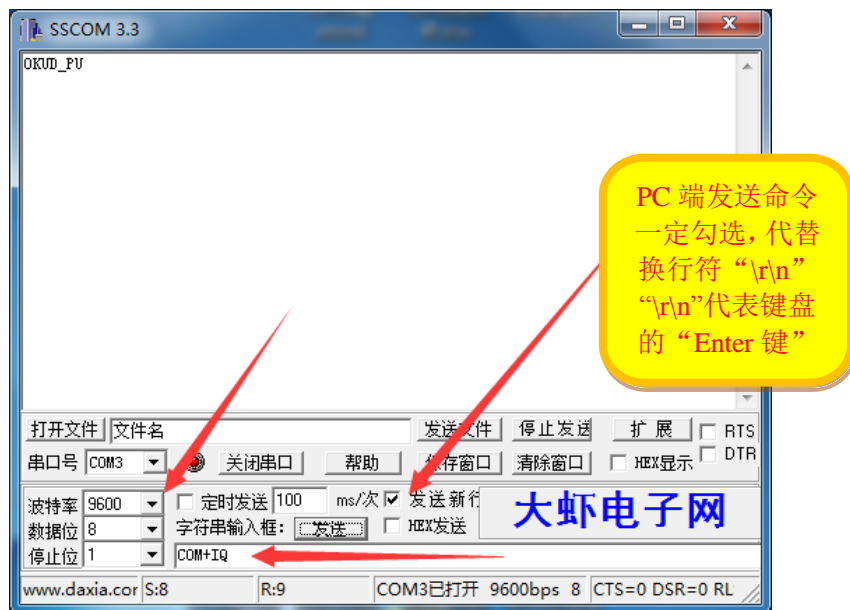 SSCOM 3.3
OKUD_PU
PC 端发送命令
一定勾选，代替
换行符“\r\n”
“\r\n”代表键盘
的“Enter 键”
打开文件 文件名 发送文件 停止发送 扩 展 RTS
串口号 COM3 关闭串口 帮助 保存窗口 清除窗口 HEX显示 DTR
波特率 9600 定时发送 100 ms/次 发送新行
数据位 8 字符串输入框： 发送 HEX发送 大虾电子网
停止位 1 COM+IQ
www.daxia.cor S:8 R:9 COM3已打开 9600bps 8 CTS=0 DSR=0 RL